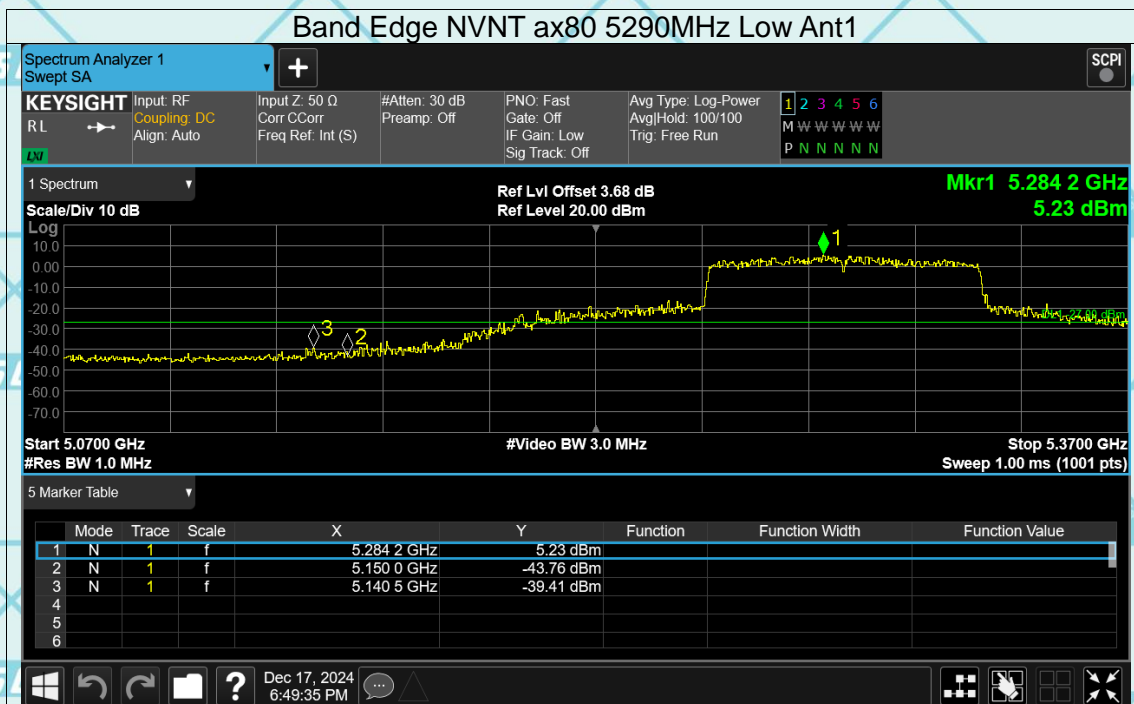 Band Edge NVNT ax80 5290MHz Low Ant1
Spectrum Analyzer 1
Swept SA
+
SCPI
KEYSIGHT
RL
LXI
Input: RF
Coupling: DC
Align: Auto
Input Z: 50 Ω
Corr CCorr
Freq Ref: Int (S)
#Atten: 30 dB
Preamp: Off
PNO: Fast
Gate: Off
IF Gain: Low
Sig Track: Off
Avg Type: Log-Power
Avg|Hold: 100/100
Trig: Free Run
1 2 3 4 5 6
M W W W W W
P N N N N N
1 Spectrum
Scale/Div 10 dB
Ref Lvl Offset 3.68 dB
Ref Level 20.00 dBm
Mkr1 5.284 2 GHz
5.23 dBm
Log
10.0
0.00
-10.0
-20.0
-30.0
-40.0
-50.0
-60.0
-70.0
1
3
2
Start 5.0700 GHz
#Video BW 3.0 MHz
Stop 5.3700 GHz
#Res BW 1.0 MHz
Sweep 1.00 ms (1001 pts)
5 Marker Table
Mode Trace Scale X Y Function Function Width Function Value
1 N 1 f 5.284 2 GHz 5.23 dBm
2 N 1 f 5.150 0 GHz -43.76 dBm
3 N 1 f 5.140 5 GHz -39.41 dBm
4
5
6
?
Dec 17, 2024
6:49:35 PM